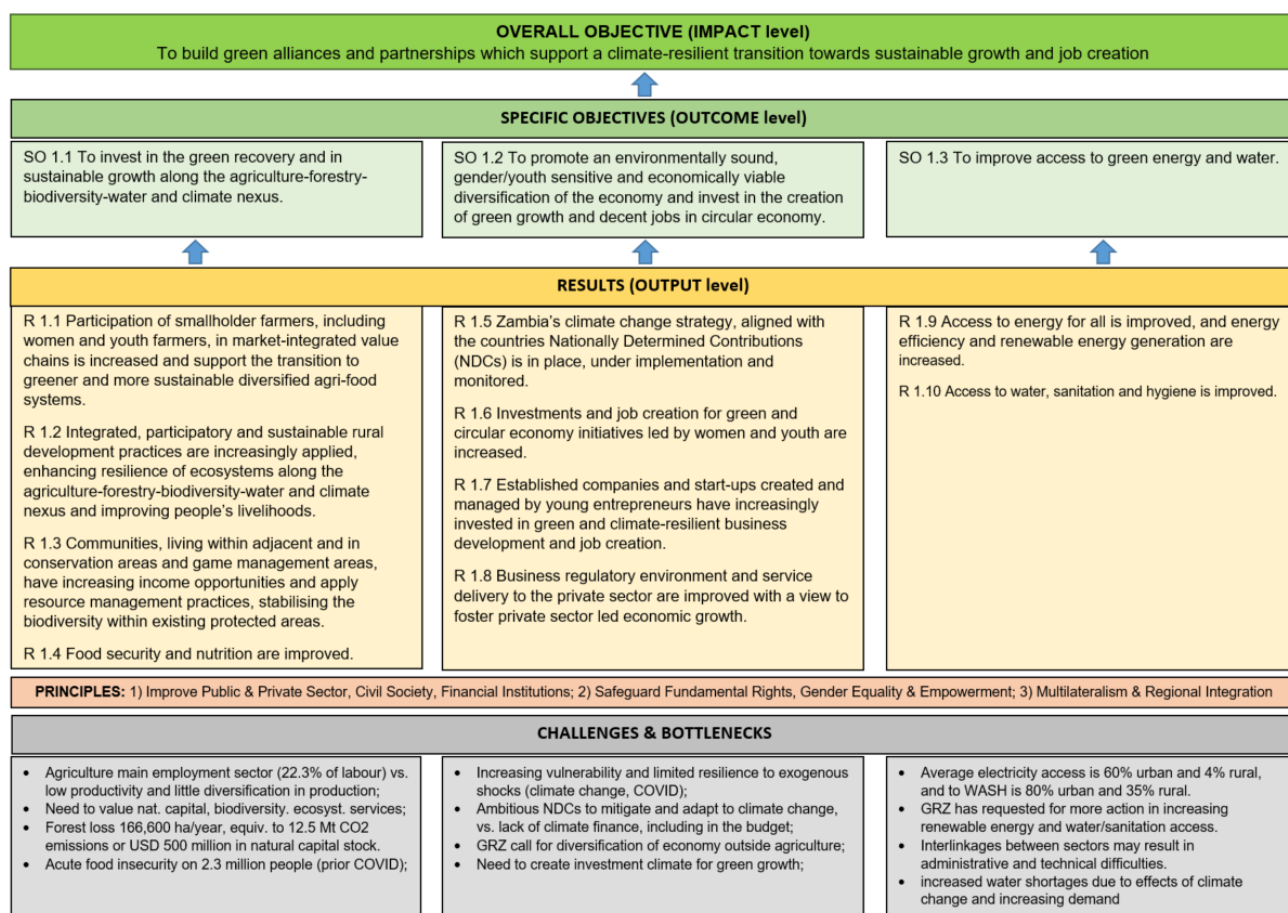 OVERALL OBJECTIVE (IMPACT level)
To build green alliances and partnerships which support a climate-resilient transition towards sustainable growth and job creation
SPECIFIC OBJECTIVES (OUTCOME level)
SO 1.1 To invest in the green recovery and in
sustainable growth along the agriculture-forestry-
biodiversity-water and climate nexus.
SO 1.2 To promote an environmentally sound,
gender/youth sensitive and economically viable
diversification of the economy and invest in the creation
of green growth and decent jobs in circular economy.
SO 1.3 To improve access to green energy and water.
RESULTS (OUTPUT level)
R 1.1 Participation of smallholder farmers, including
women and youth farmers, in market-integrated value
chains is increased and support the transition to
greener and more sustainable diversified agri-food
systems.
R 1.2 Integrated, participatory and sustainable rural
development practices are increasingly applied,
enhancing resilience of ecosystems along the
agriculture-forestry-biodiversity-water and climate
nexus and improving people's livelihoods.
R 1.3 Communities, living within adjacent and in
conservation areas and game management areas,
have increasing income opportunities and apply
resource management practices, stabilising the
biodiversity within existing protected areas.
R 1.4 Food security and nutrition are improved.
R 1.5 Zambia's climate change strategy, aligned with
the countries Nationally Determined Contributions
(NDCs) is in place, under implementation and
monitored.
R 1.6 Investments and job creation for green and
circular economy initiatives led by women and youth are
increased.
R 1.7 Established companies and start-ups created and
managed by young entrepreneurs have increasingly
invested in green and climate-resilient business
development and job creation.
R 1.8 Business regulatory environment and service
delivery to the private sector are improved with a view to
foster private sector led economic growth.
R 1.9 Access to energy for all is improved, and energy
efficiency and renewable energy generation are
increased.
R 1.10 Access to water, sanitation and hygiene is improved.
PRINCIPLES: 1) Improve Public & Private Sector, Civil Society, Financial Institutions; 2) Safeguard Fundamental Rights, Gender Equality & Empowerment; 3) Multilateralism & Regional Integration
CHALLENGES & BOTTLENECKS
• Agriculture main employment sector (22.3% of labour) vs.
low productivity and little diversification in production;
• Need to value nat. capital, biodiversity. ecosyst. services;
• Forest loss 166,600 ha/year, equiv. to 12.5 Mt CO2
emissions or USD 500 million in natural capital stock.
• Acute food insecurity on 2.3 million people (prior COVID);
• Increasing vulnerability and limited resilience to exogenous
shocks (climate change, COVID);
• Ambitious NDCs to mitigate and adapt to climate change,
vs. lack of climate finance, including in the budget;
• GRZ call for diversification of economy outside agriculture;
• Need to create investment climate for green growth;
• Average electricity access is 60% urban and 4% rural,
and to WASH is 80% urban and 35% rural.
• GRZ has requested for more action in increasing
renewable energy and water/sanitation access.
• Interlinkages between sectors may result in
administrative and technical difficulties.
• increased water shortages due to effects of climate
change and increasing demand